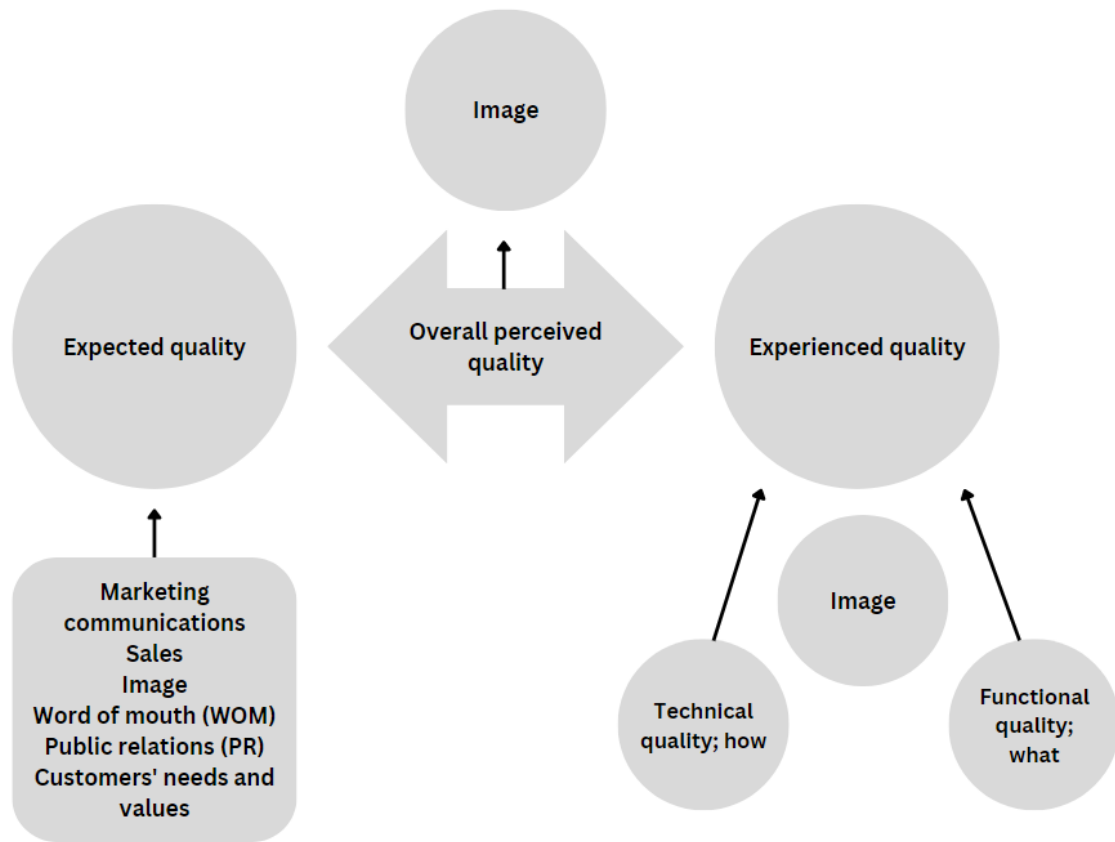 Image
Expected quality
Overall perceived
quality
Experienced quality
Marketing
communications
Sales
Image
Word of mouth (WOM)
Public relations (PR)
Customers' needs and
values
Image
Technical
quality; how
Functional
quality;
what